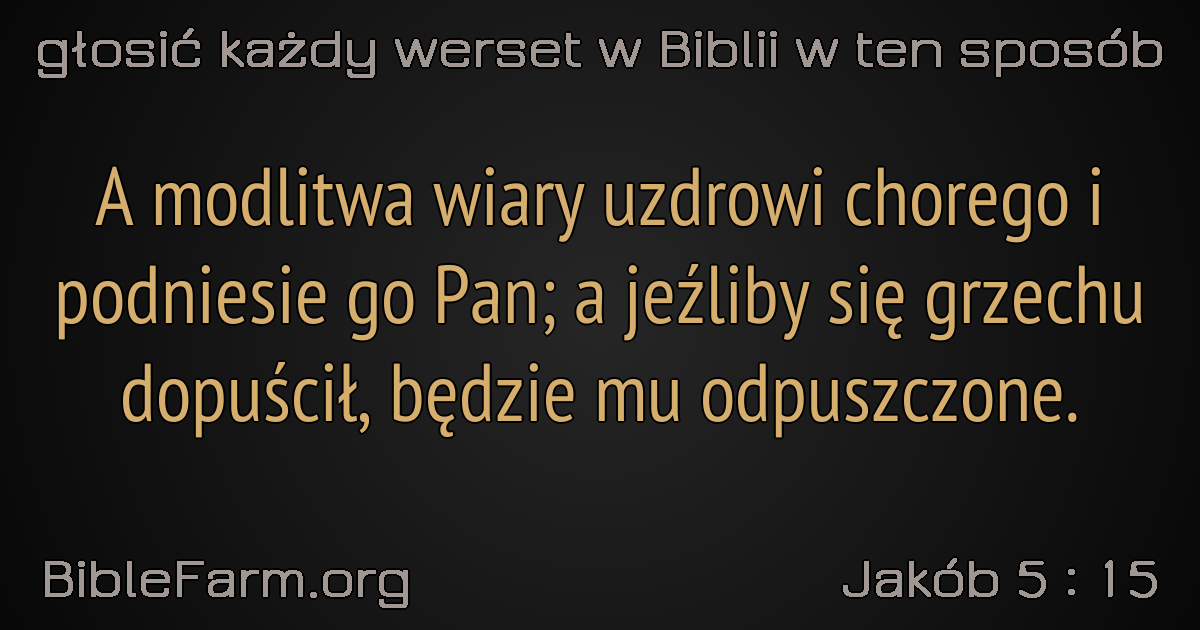 głosić każdy werset w Biblii w ten sposób
A modlitwa wiary uzdrowi chorego i
podniesie go Pan; a jeźliby się grzechu
dopuścił, będzie mu odpuszczone.
BibleFarm.org
Jakób 5 : 15